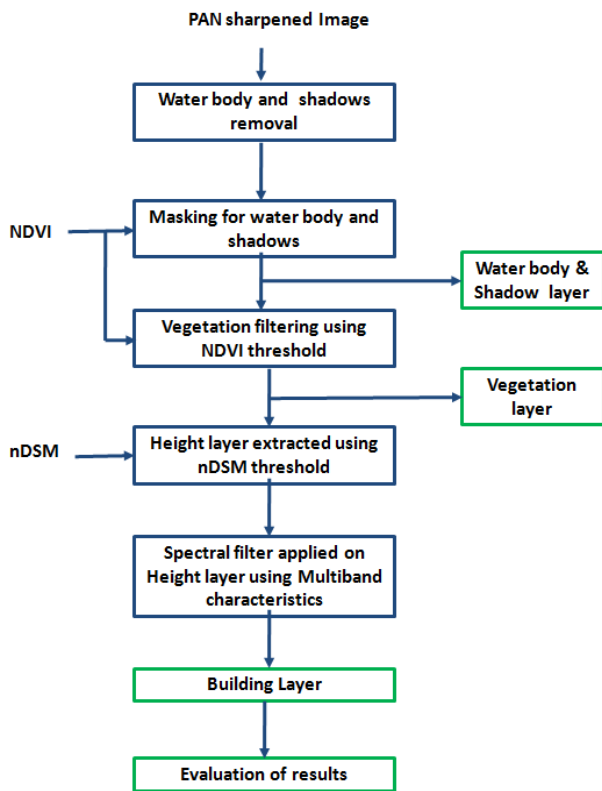 PAN sharpened Image
Water body and shadows
removal
NDVI
Masking for water body and
shadows
Water body &
Shadow layer
Vegetation filtering using
NDVI threshold
Vegetation
layer
nDSM
Height layer extracted using
nDSM threshold
Spectral filter applied on
Height layer using Multiband
characteristics
Building Layer
Evaluation of results